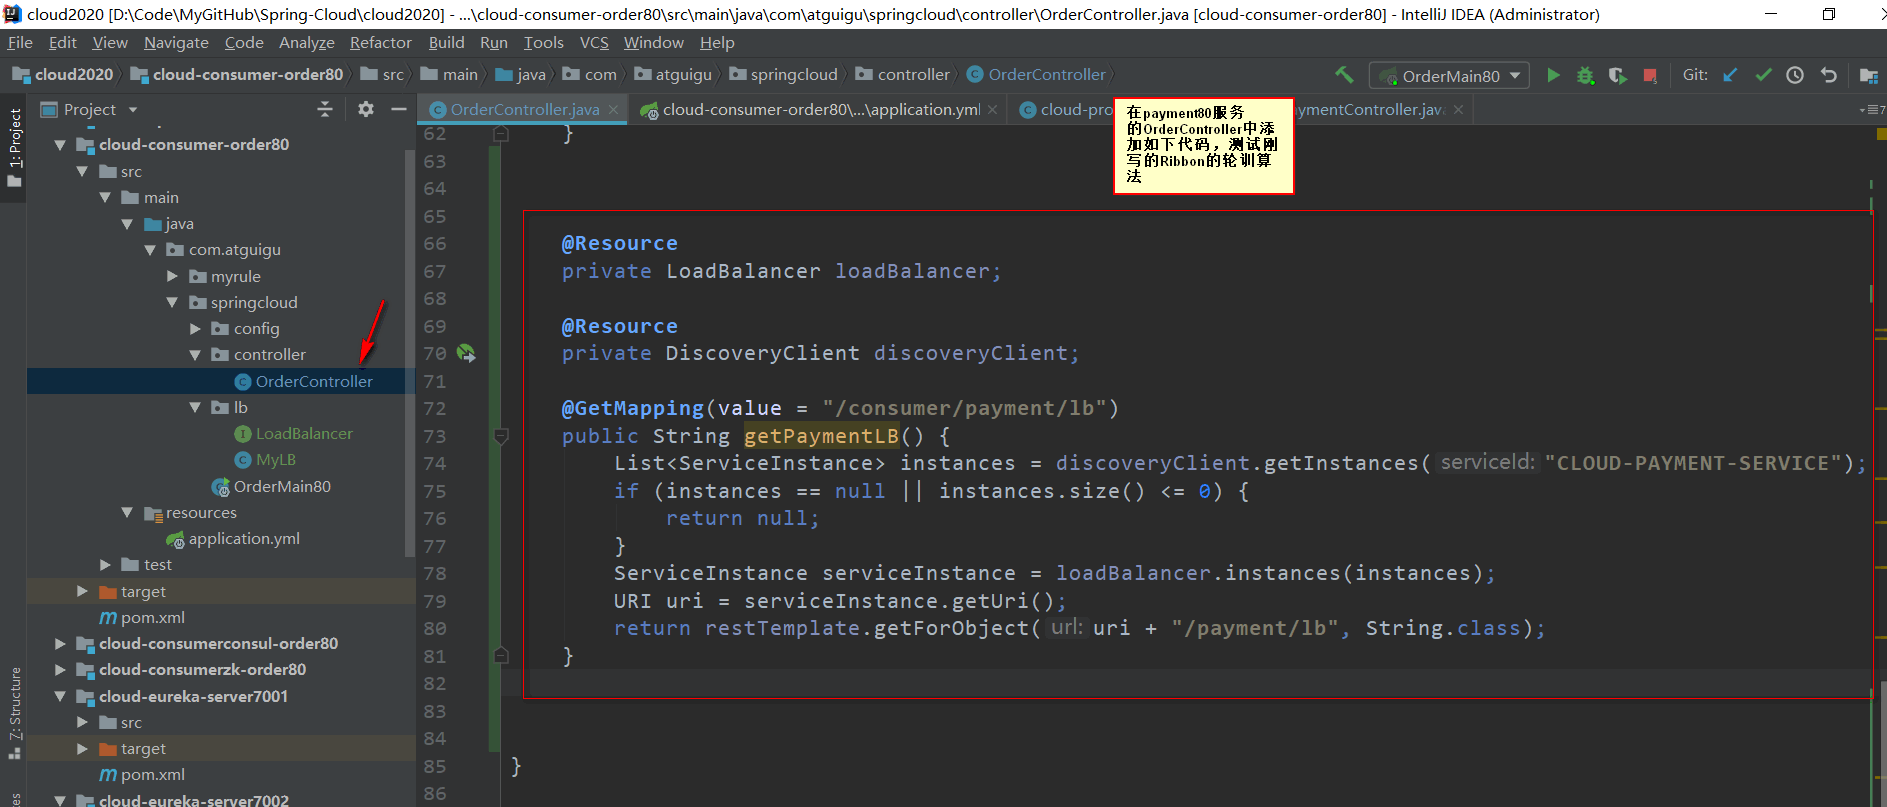 cloud2020 [D:\Code\MyGitHub\Spring-Cloud\cloud2020] - ...\cloud-consumer-order80\src\main\java\com\atguigu\springcloud\controller\OrderController.java [cloud-consumer-order80] - IntelliJ IDEA (Administrator)
File Edit View Navigate Code Analyze Refactor Build Run Tools VCS Window Help
cloud2020 cloud-consumer-order80 src main java com atguigu springcloud controller OrderController OrderMain80 Git:
Project
OrderController.java cloud-consumer-order80\...\application.yml cloud-pro ymentController.java
1: Project
7: Structure
cloud-consumer-order80
src
main
java
com.atguigu
myrule
springcloud
config
controller
OrderController
lb
LoadBalancer
MyLB
OrderMain80
resources
application.yml
test
target
pom.xml
cloud-consumerconsul-order80
cloud-consumerzk-order80
cloud-eureka-server7001
src
target
pom.xml
cloud-eureka-server7002
在payment80服务
的OrderController中添
加如下代码，测试刚
写的Ribbon的轮训算
法
62 }
63
64
65
66 @Resource
67 private LoadBalancer loadBalancer;
68
69 @Resource
70 private DiscoveryClient discoveryClient;
71
72 @GetMapping(value = "/consumer/payment/lb")
73 public String getPaymentLB() {
74 List<ServiceInstance> instances = discoveryClient.getInstances( serviceId: "CLOUD-PAYMENT-SERVICE");
75 if (instances == null || instances.size() <= 0) {
76 return null;
77 }
78 ServiceInstance serviceInstance = loadBalancer.instances(instances);
79 URI uri = serviceInstance.getUri();
80 return restTemplate.getForObject( url: uri + "/payment/lb", String.class);
81 }
82
83
84
85 }
86